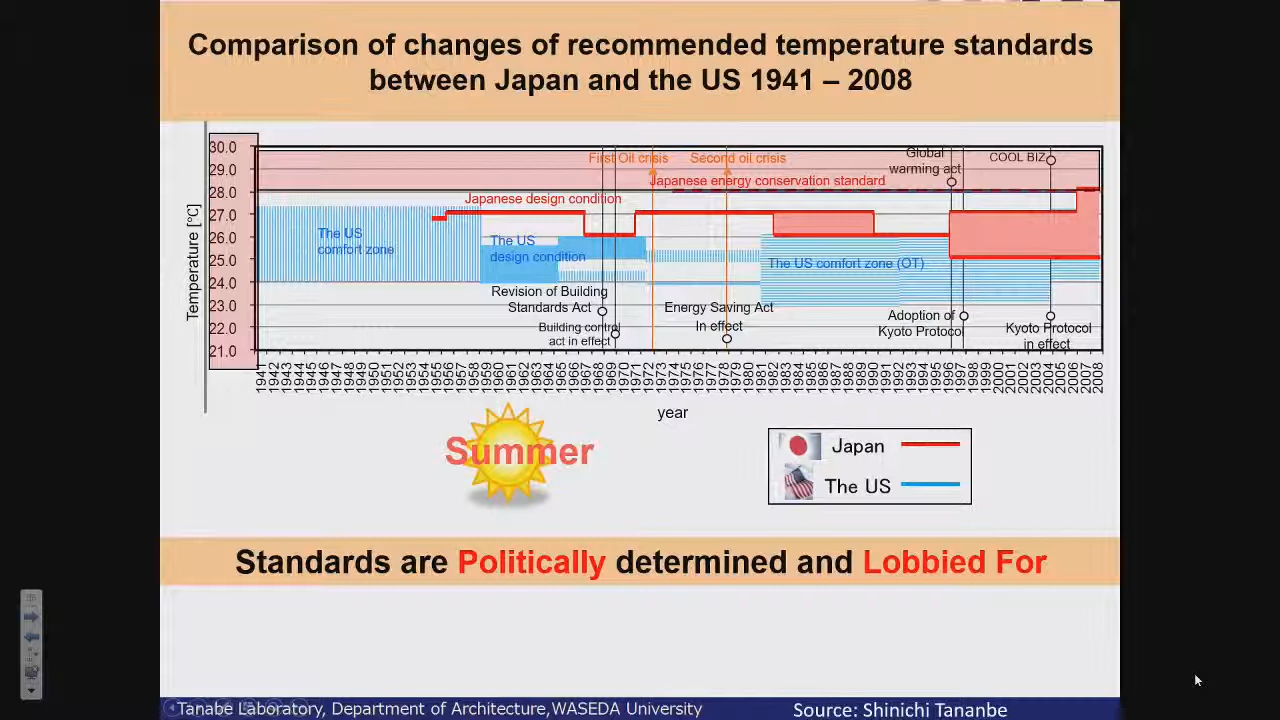 Comparison of changes of recommended temperature standards
between Japan and the US 1941 – 2008
30.0
29.0
28.0
27.0
26.0
25.0
24.0
23.0
22.0
21.0
Temperature [℃]
First Oil crisis
Second oil crisis
Global
warming act
COOL BIZ
Japanese energy conservation standard
Japanese design condition
The US
comfort zone
The US
design condition
The US comfort zone (OT)
Revision of Building
Standards Act
Building control
act in effect
Energy Saving Act
In effect
Adoption of
Kyoto Protocol
Kyoto Protocol
in effect
1941 1942 1943 1944 1945 1946 1947 1948 1949 1950 1951 1952 1953 1954 1955 1956 1957 1958 1959 1960 1961 1962 1963 1964 1965 1966 1967 1968 1969 1970 1971 1972 1973 1974 1975 1976 1977 1978 1979 1980 1981 1982 1983 1984 1985 1986 1987 1988 1989 1990 1991 1992 1993 1994 1995 1996 1997 1998 1999 2000 2001 2002 2003 2004 2005 2006 2007 2008
year
Summer
Japan
The US
Standards are Politically determined and Lobbied For
Tanabe Laboratory, Department of Architecture,WASEDA University
Source: Shinichi Tananbe